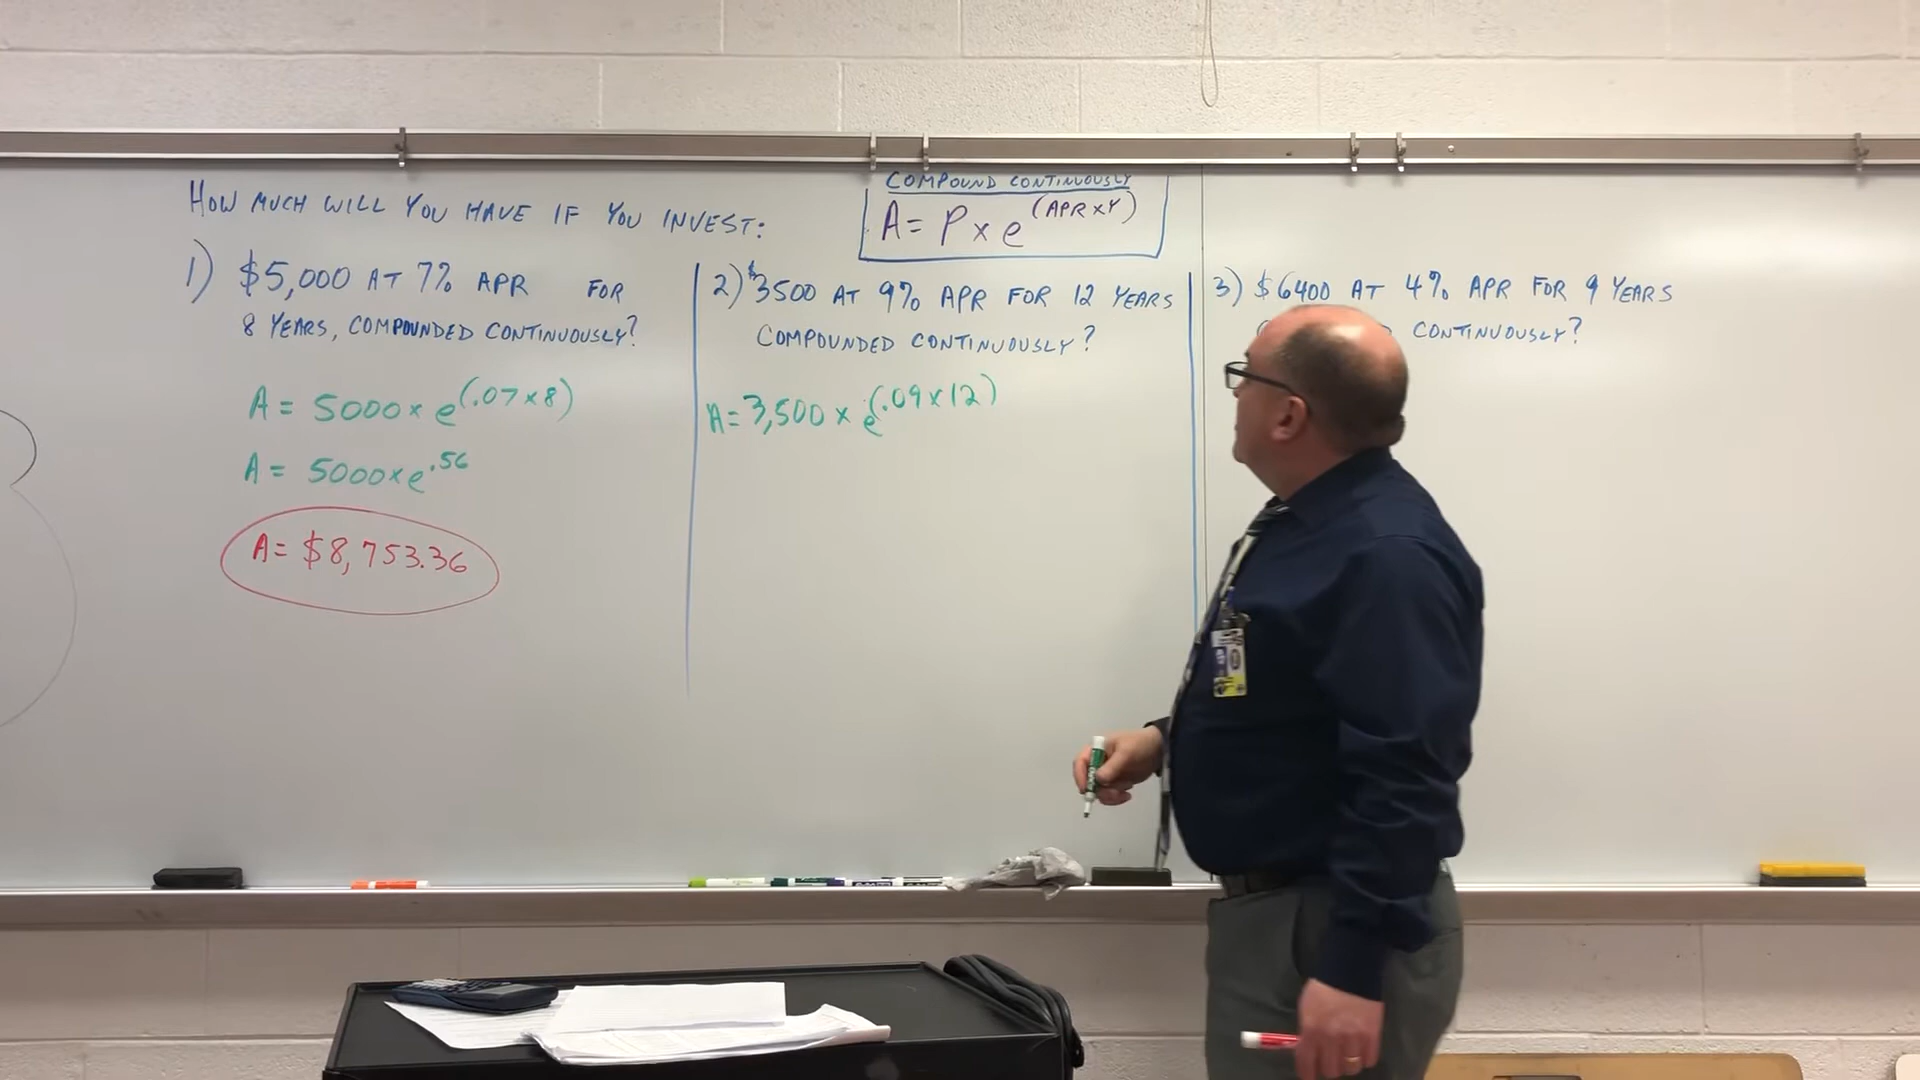 HOW MUCH WILL YOU HAVE IF YOU INVEST:
COMPOUND CONTINUOUSLY
A = P x e^(APR x Y)
1) $5,000 AT 7% APR FOR
8 YEARS, COMPOUNDED CONTINUOUSLY?
A = 5000 x e^(.07 x 8)
A = 5000 x e^.56
A = $8,753.36
2) $3500 AT 9% APR FOR 12 YEARS
COMPOUNDED CONTINUOUSLY?
A = 3,500 x e^(.09 x 12)
3) $6400 AT 4% APR FOR 9 YEARS
CONTINUOUSLY?